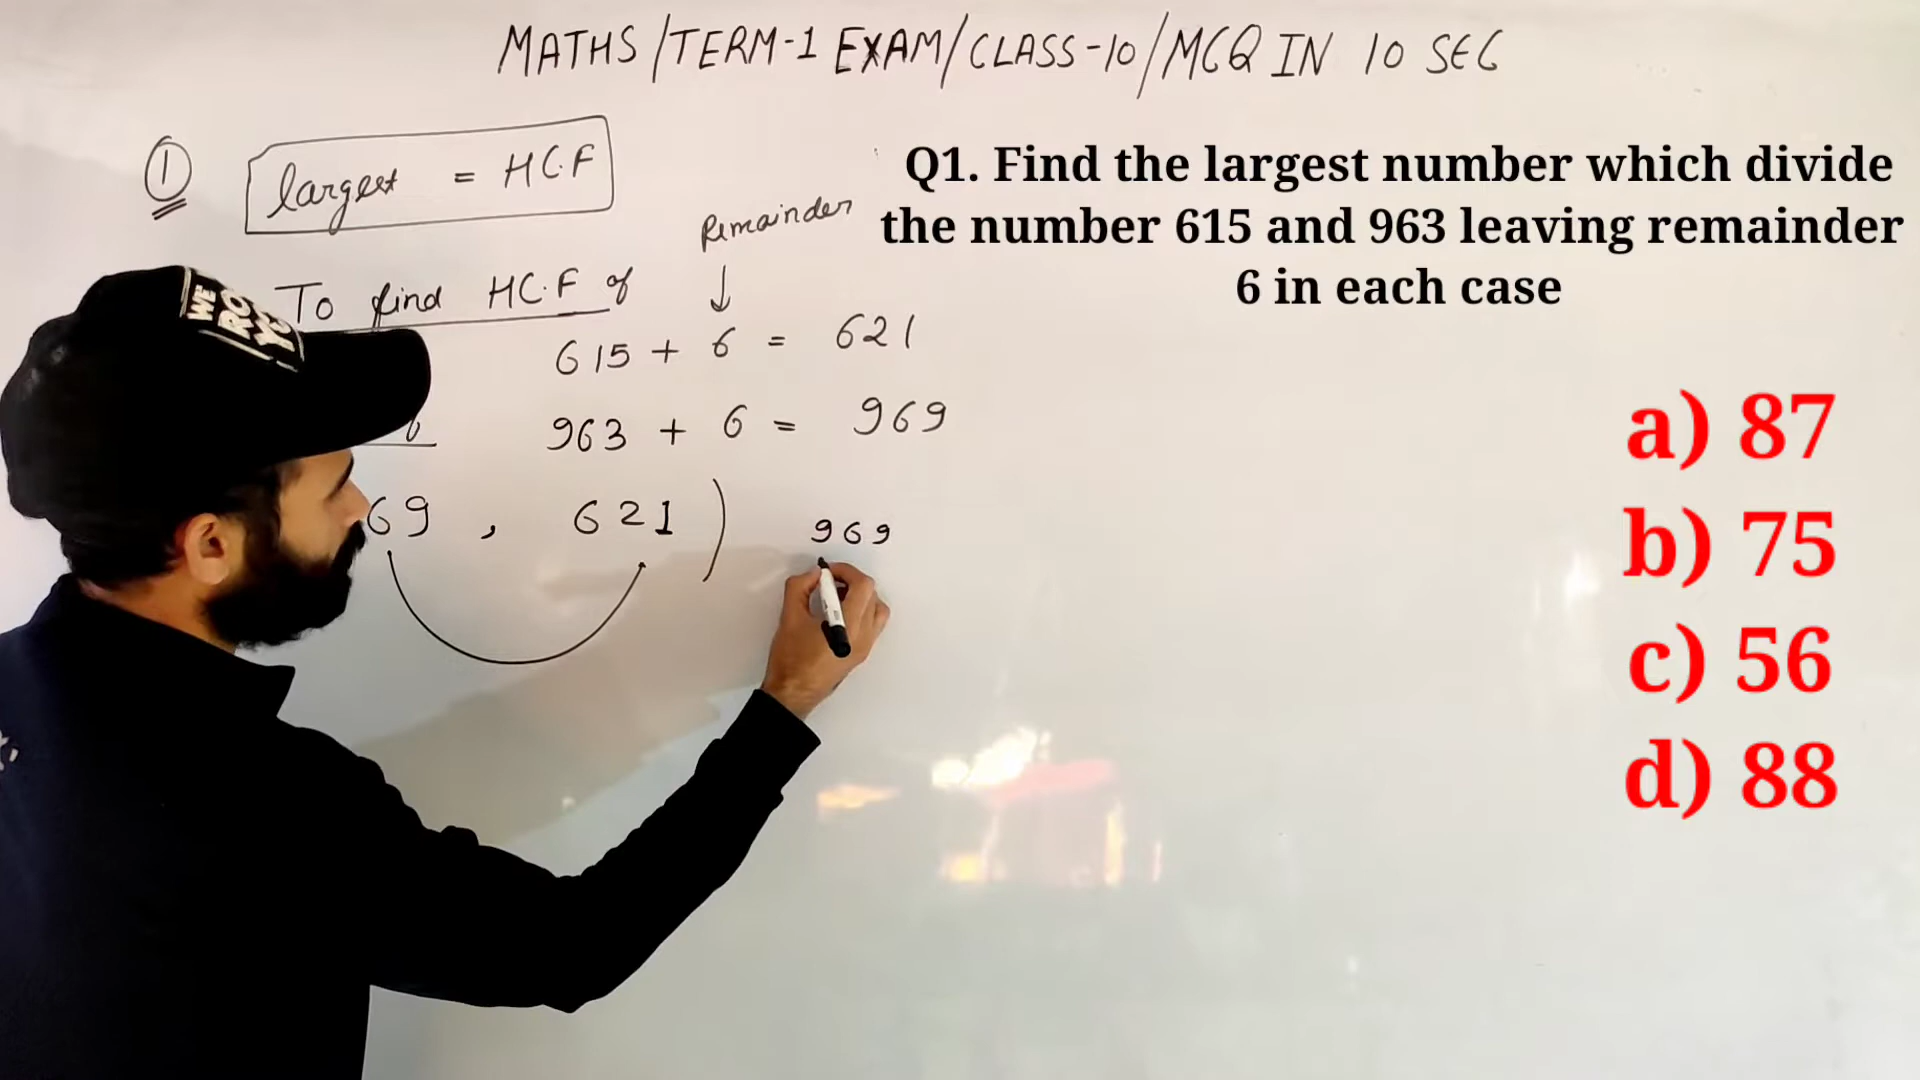 MATHS/TERM-1 EXAM/CLASS-10/MCQ IN 10 SEC
1
largest = H.C.F
Remainder
Q1. Find the largest number which divide
the number 615 and 963 leaving remainder
6 in each case
To find H.C.F of
615 + 6 = 621
963 + 6 = 969
69 , 621)
969
a) 87
b) 75
c) 56
d) 88
WE